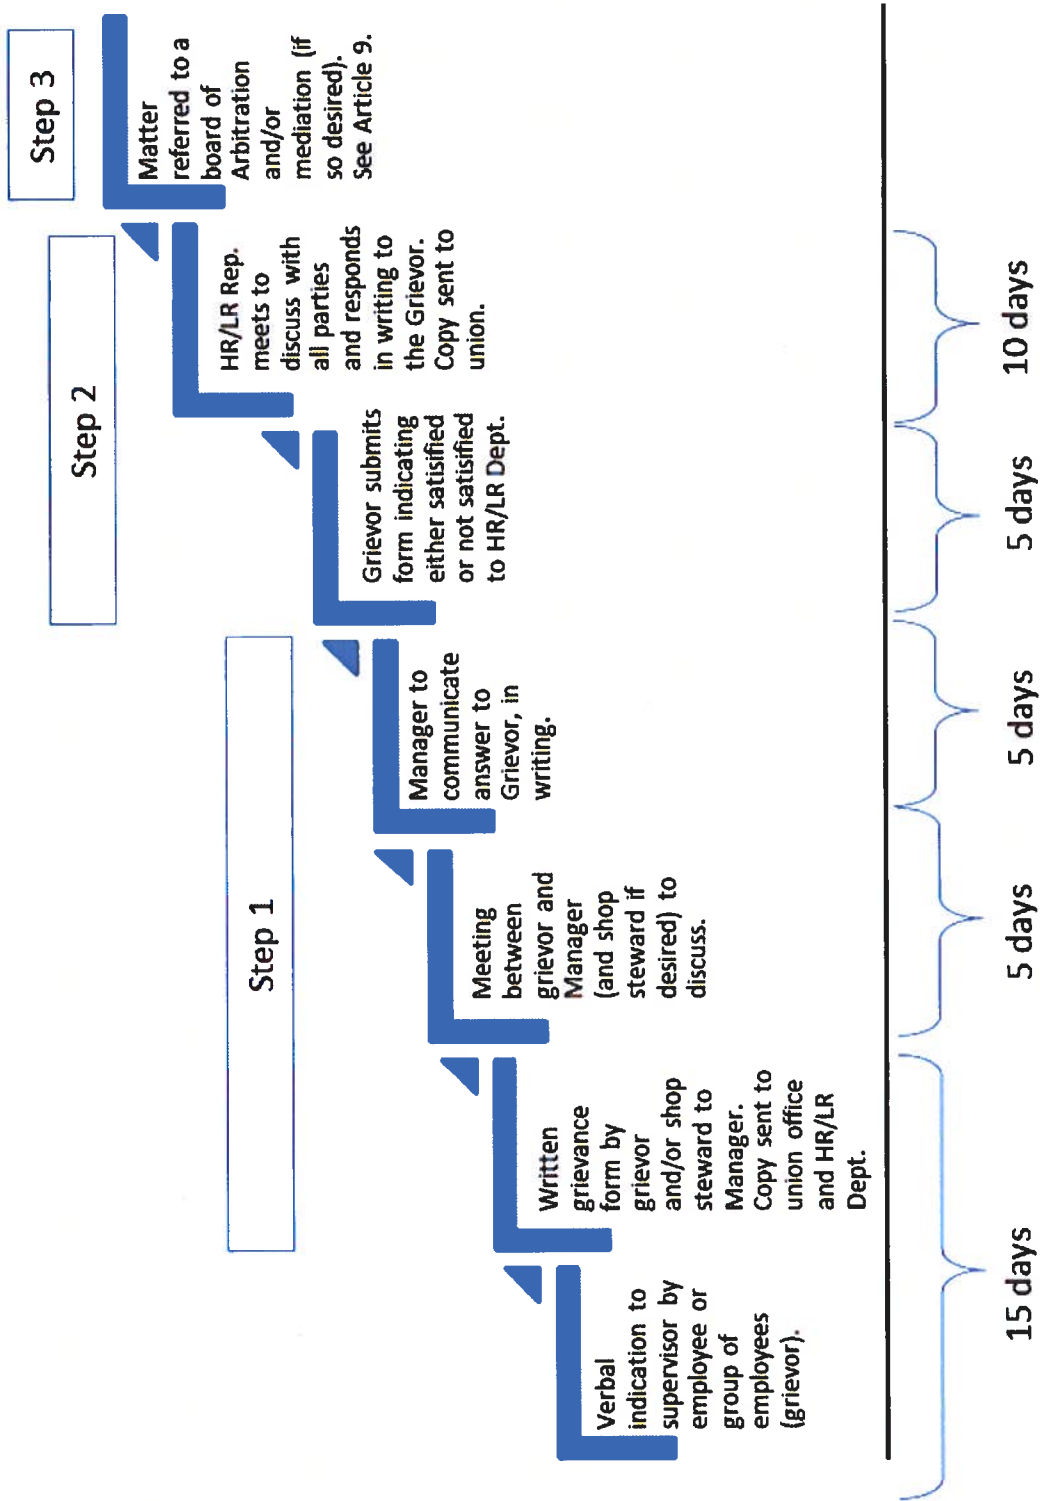 Step 1
Step 2
Step 3
Verbal
indication to
supervisor by
employee or
group of
employees
(grievor).
Written
grievance
form by
grievor
and/or shop
steward to
Manager.
Copy sent to
union office
and HR/LR
Dept.
Meeting
between
grievor and
Manager
(and shop
steward if
desired) to
discuss.
Manager to
communicate
answer to
Grievor, in
writing.
Grievor submits
form indicating
either satisified
or not satisified
to HR/LR Dept.
HR/LR Rep.
meets to
discuss with
all parties
and responds
in writing to
the Grievor.
Copy sent to
union.
Matter
referred to a
board of
Arbitration
and/or
mediation (if
so desired).
See Article 9.
15 days
5 days
5 days
5 days
10 days